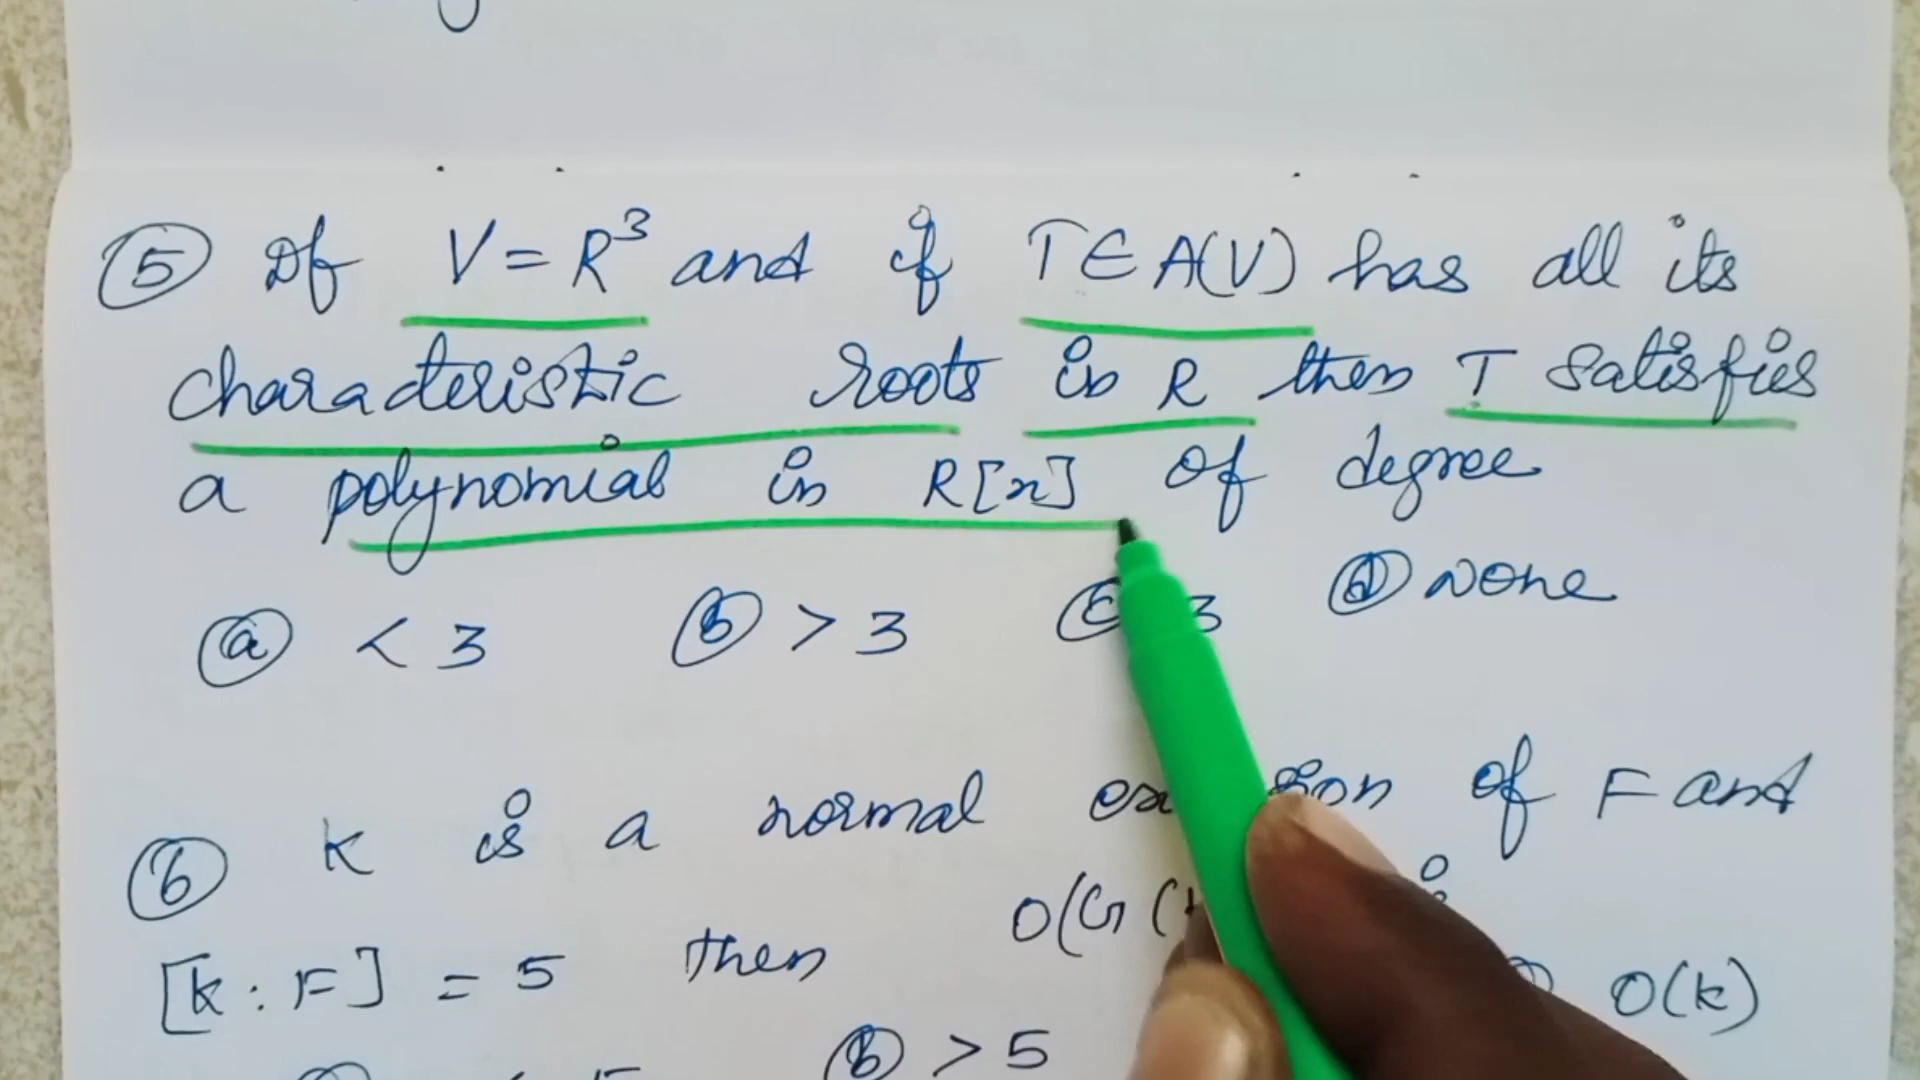 ⑤ If V = R³ and if T ∈ A(V) has all its
characteristic roots in R then T satisfies
a polynomial in R[x] of degree
ⓐ < 3 ⓑ > 3 ⓒ 3 ⓓ None
⑥ K is a normal of F and
[K : F] = 5 then O(G( O(K)
ⓑ > 5